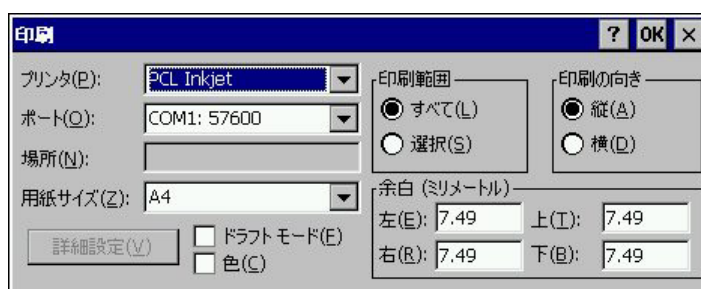 印刷 ? OK ×
プリンタ(P): PCL Inkjet
ポート(O): COM1: 57600
場所(N):
用紙サイズ(Z): A4
詳細設定(V)
ドラフト モード(F)
色(C)
印刷範囲
すべて(L)
選択(S)
印刷の向き
縦(A)
横(D)
余白 (ミリメートル)
左(E): 7.49 上(T): 7.49
右(R): 7.49 下(B): 7.49